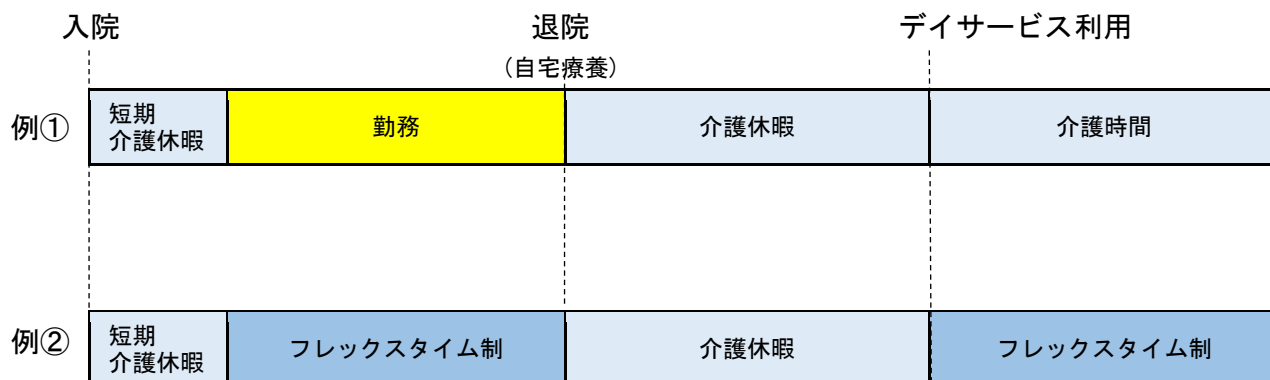 入院 退院 デイサービス利用
（自宅療養）
例① 短期
介護休暇 勤務 介護休暇 介護時間
例② 短期
介護休暇 フレックスタイム制 介護休暇 フレックスタイム制